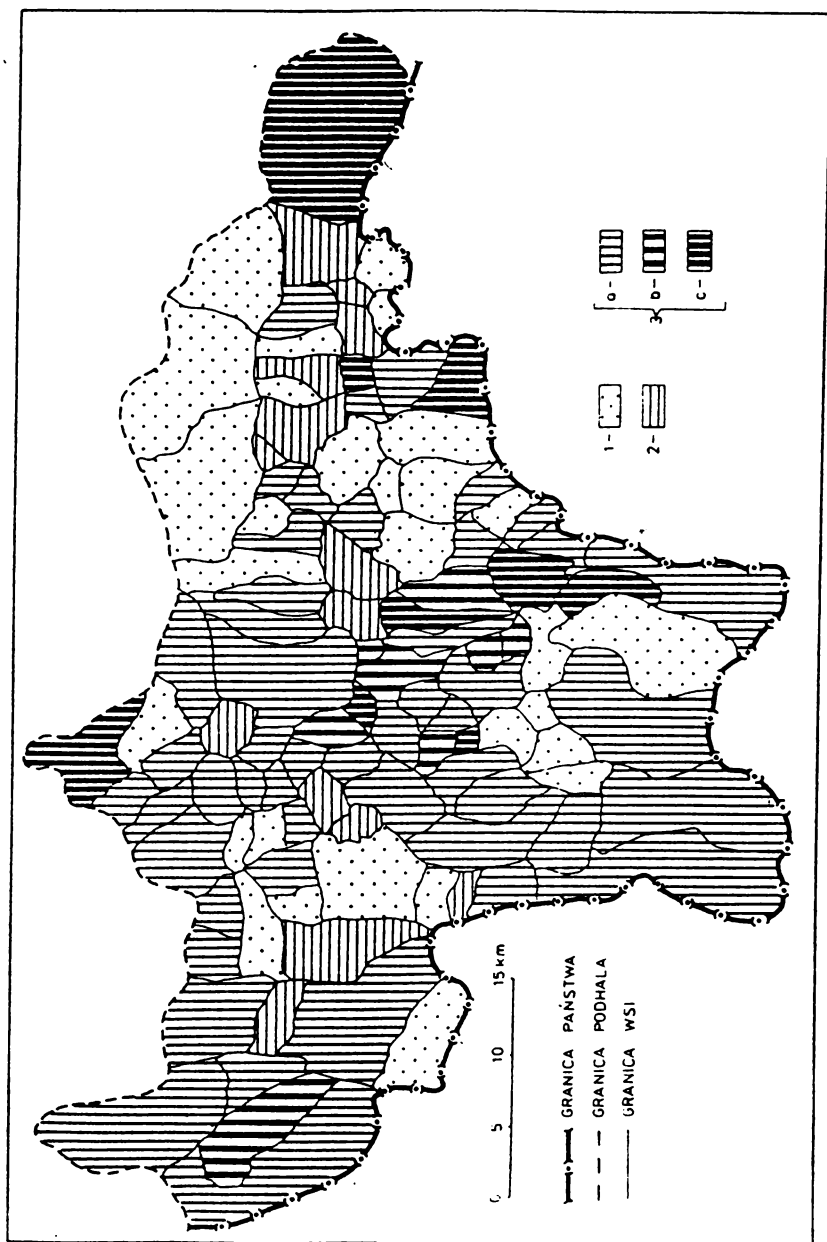 0 5 10 15 km
GRANICA PAŃSTWA
GRANICA PODHALA
GRANICA WSI
1-
2-
3
a-
b-
c-